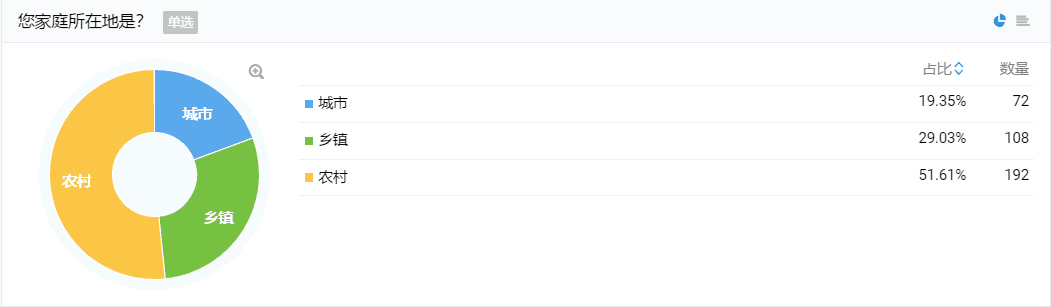 您家庭所在地是? 单选
占比 数量
城市 19.35% 72
乡镇 29.03% 108
农村 51.61% 192
城市
农村
乡镇